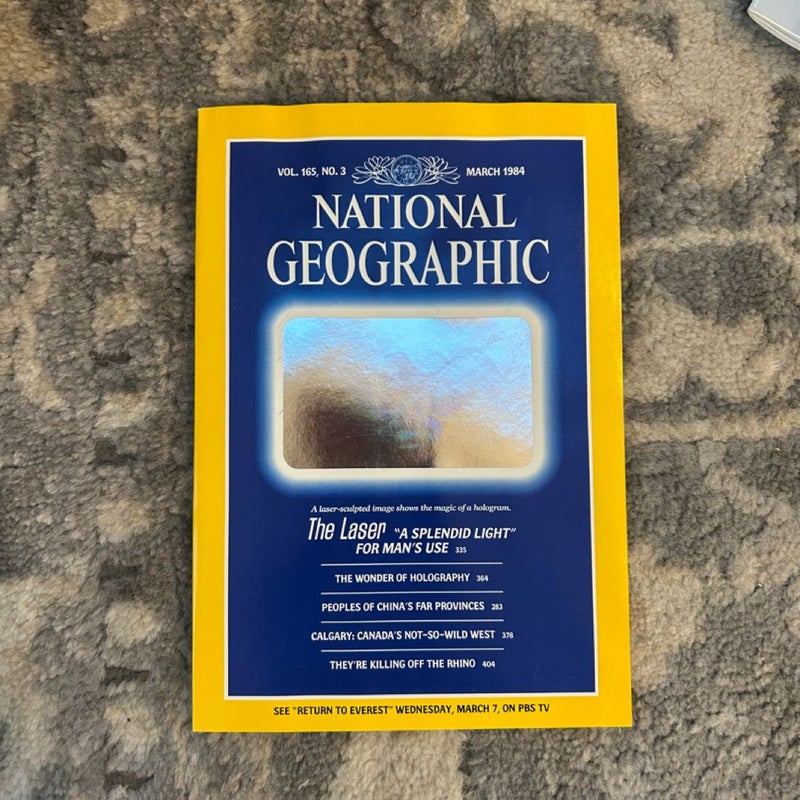 VOL. 165, NO. 3 MARCH 1984
NATIONAL
GEOGRAPHIC
A laser-sculpted image shows the magic of a hologram.
The Laser "A SPLENDID LIGHT"
FOR MAN'S USE 335
THE WONDER OF HOLOGRAPHY 364
PEOPLES OF CHINA'S FAR PROVINCES 283
CALGARY: CANADA'S NOT-SO-WILD WEST 378
THEY'RE KILLING OFF THE RHINO 404
SEE "RETURN TO EVEREST" WEDNESDAY, MARCH 7, ON PBS TV